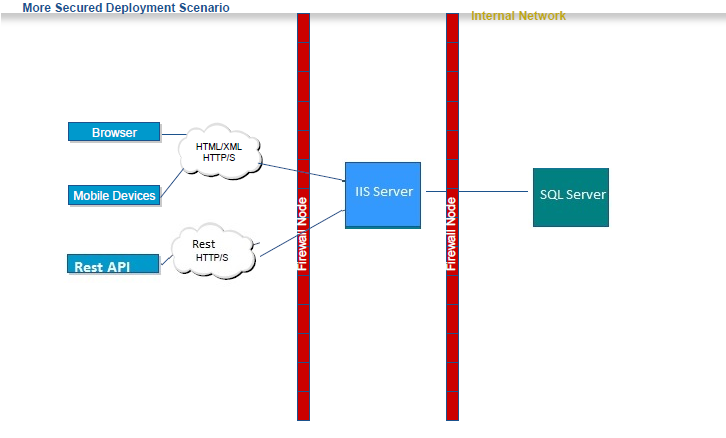 More Secured Deployment Scenario
Internal Network
Browser
HTML/XML
HTTP/S
Mobile Devices
IIS Server
SQL Server
Firewall Node
Firewall Node
Rest
HTTP/S
Rest API